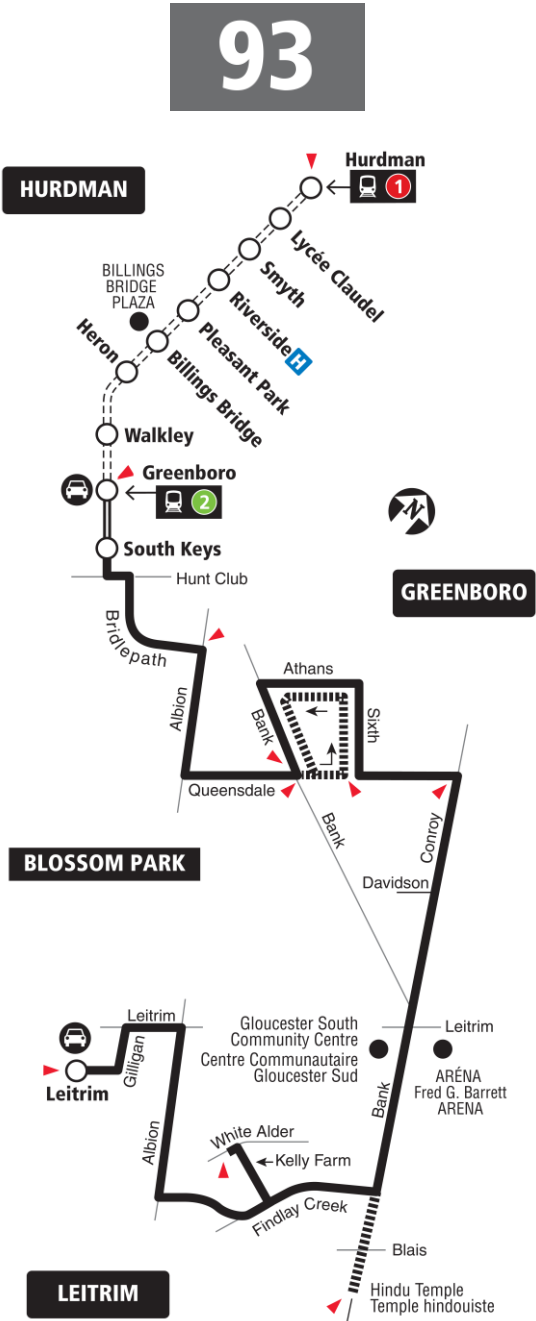 93
Hurdman
1
HURDMAN
Lycée Claudel
Smyth
BILLINGS
BRIDGE
PLAZA
Riverside
H
Pleasant Park
Heron
Billings Bridge
Walkley
Greenboro
2
N
South Keys
Hunt Club
GREENBORO
Bridlepath
Athans
Albion
Bank
Sixth
Queensdale
Bank
Conroy
BLOSSOM PARK
Davidson
Leitrim
Gloucester South
Community Centre
Centre Communautaire
Gloucester Sud
Leitrim
ARÉNA
Fred G. Barrett
ARENA
Gilligan
Leitrim
Bank
Albion
White Alder
Kelly Farm
Findlay Creek
Blais
LEITRIM
Hindu Temple
Temple hindouiste